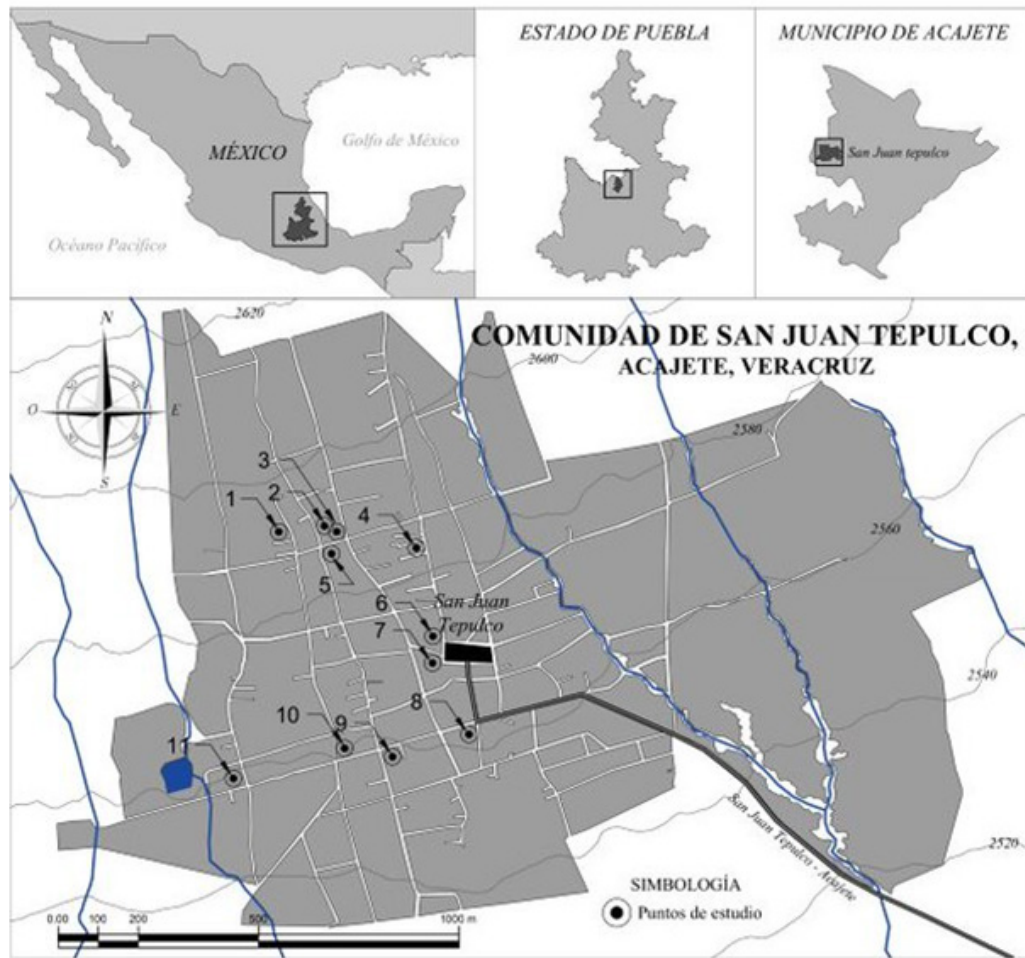 ESTADO DE PUEBLA
MUNICIPIO DE ACAJETE
Golfo de México
MÉXICO
San Juan tepulco
Océano Pacífico
COMUNIDAD DE SAN JUAN TEPULCO,
ACAJETE, VERACRUZ
N
O
E
S
2620
2600
2580
2560
2540
2520
1
2
3
4
5
6
San Juan
Tepulco
7
8
9
10
11
San Juan Tepulco - Acajete
SIMBOLOGÍA
Puntos de estudio
0.00 100 200 500 1000 m